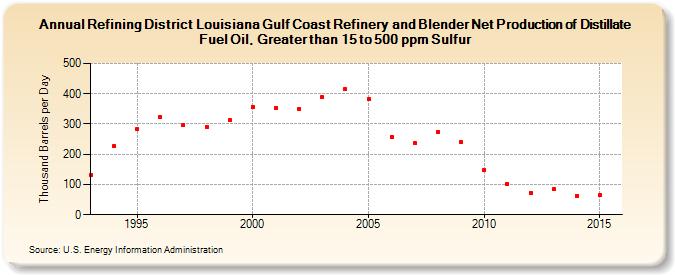 Annual Refining District Louisiana Gulf Coast Refinery and Blender Net Production of Distillate
Fuel Oil, Greater than 15 to 500 ppm Sulfur
Thousand Barrels per Day
500
400
300
200
100
0
1995
2000
2005
2010
2015
Source: U.S. Energy Information Administration